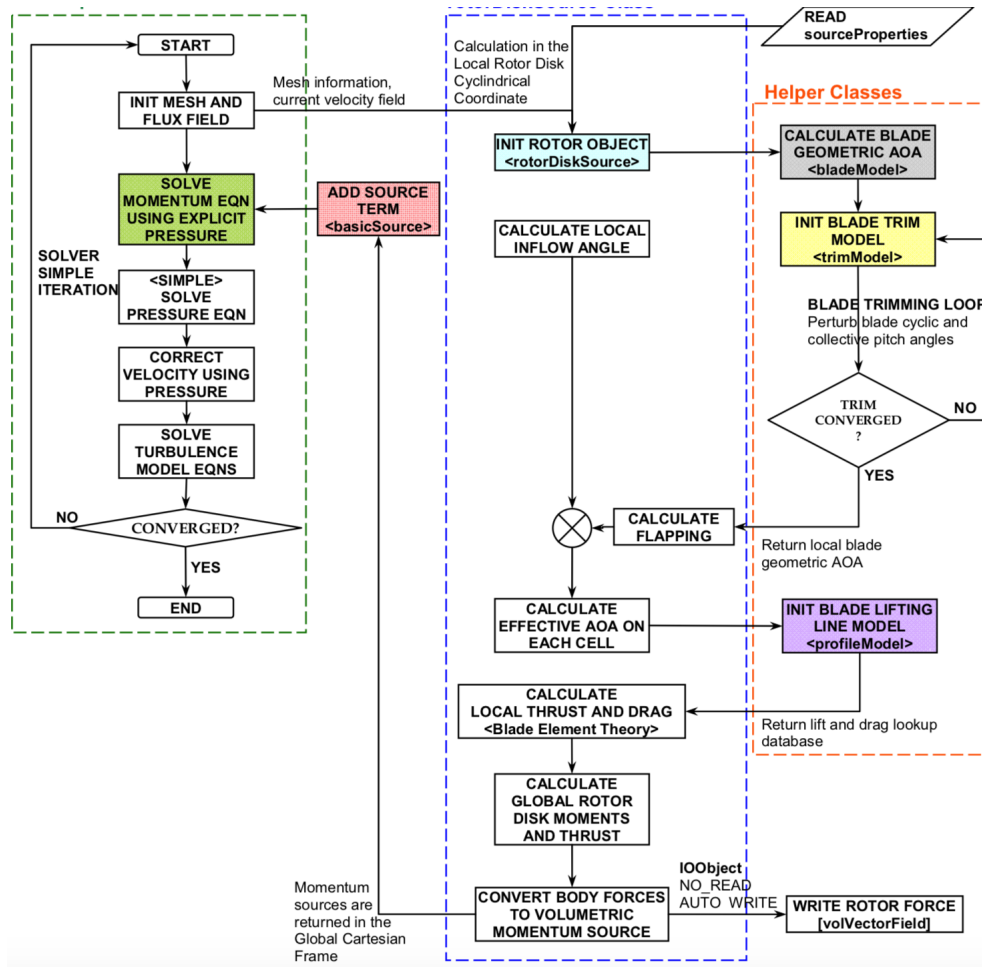 START
INIT MESH AND
FLUX FIELD
Mesh information,
current velocity field
SOLVE
MOMENTUM EQN
USING EXPLICIT
PRESSURE
ADD SOURCE
TERM
<basicSource>
SOLVER
SIMPLE
ITERATION
<SIMPLE>
SOLVE
PRESSURE EQN
CORRECT
VELOCITY USING
PRESSURE
SOLVE
TURBULENCE
MODEL EQNS
NO
CONVERGED?
YES
END
rotorDiskSource Class
Calculation in the
Local Rotor Disk
Cyclindrical
Coordinate
READ
sourceProperties
INIT ROTOR OBJECT
<rotorDiskSource>
CALCULATE LOCAL
INFLOW ANGLE
Helper Classes
CALCULATE BLADE
GEOMETRIC AOA
<bladeModel>
INIT BLADE TRIM
MODEL
<trimModel>
BLADE TRIMMING LOOP
Perturb blade cyclic and
collective pitch angles
TRIM
CONVERGED
?
NO
YES
CALCULATE
FLAPPING
Return local blade
geometric AOA
CALCULATE
EFFECTIVE AOA ON
EACH CELL
INIT BLADE LIFTING
LINE MODEL
<profileModel>
CALCULATE
LOCAL THRUST AND DRAG
<Blade Element Theory>
Return lift and drag lookup
database
CALCULATE
GLOBAL ROTOR
DISK MOMENTS
AND THRUST
Momentum
sources are
returned in the
Global Cartesian
Frame
CONVERT BODY FORCES
TO VOLUMETRIC
MOMENTUM SOURCE
IOObject
NO_READ
AUTO_WRITE
WRITE ROTOR FORCE
[volVectorField]